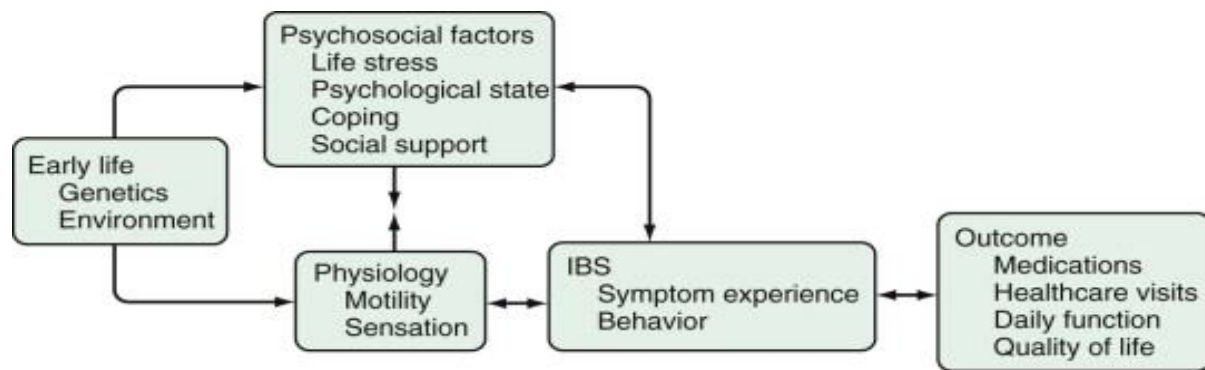 Psychosocial factors
Life stress
Psychological state
Coping
Social support
Early life
Genetics
Environment
Physiology
Motility
Sensation
IBS
Symptom experience
Behavior
Outcome
Medications
Healthcare visits
Daily function
Quality of life